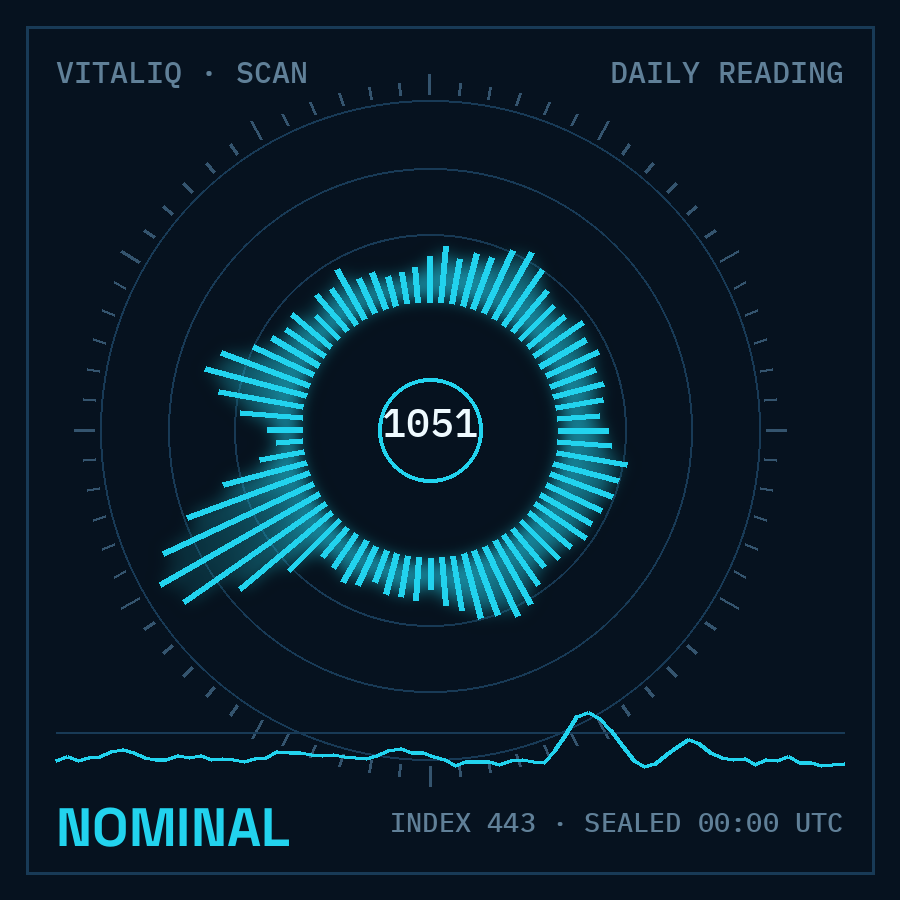 VITALIQ · SCAN
DAILY READING
1051
NOMINAL
INDEX 443 · SEALED 00:00 UTC